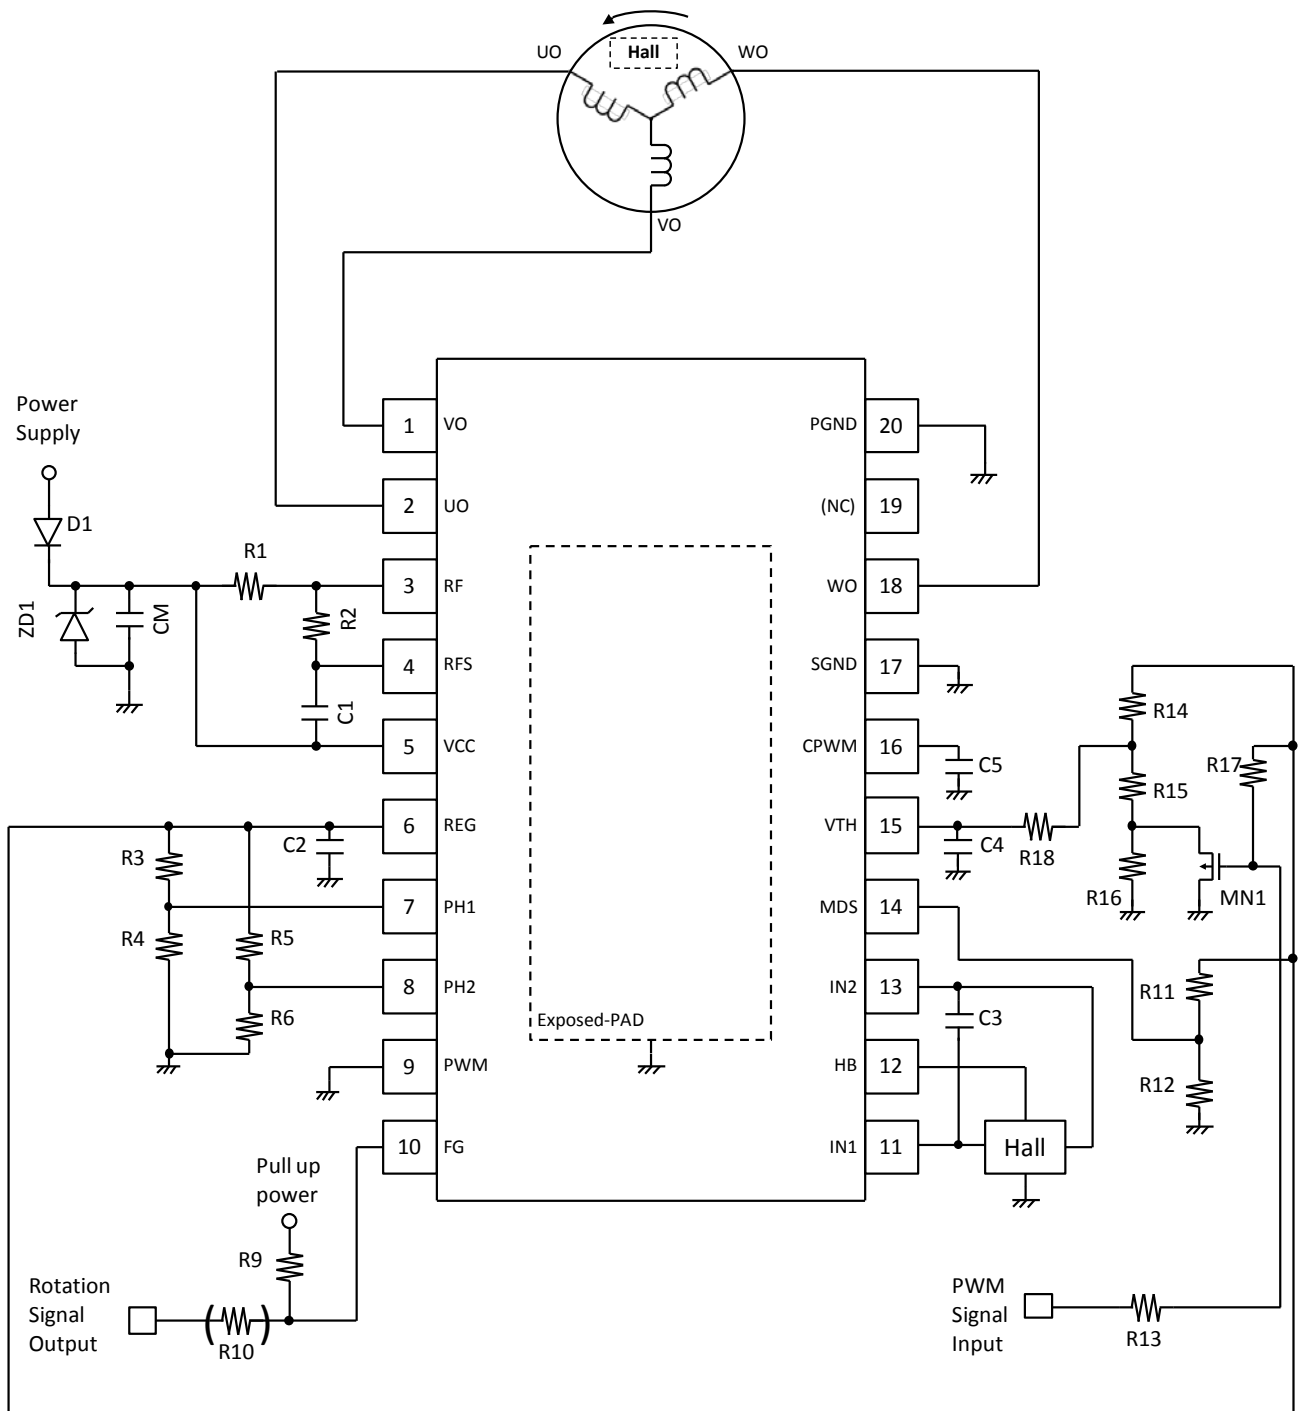 UO
Hall
WO
VO
Power
Supply
D1
R1
ZD1
CM
R2
C1
1
VO
2
UO
3
RF
4
RFS
5
VCC
6
REG
7
PH1
8
PH2
9
PWM
10
FG
PGND
20
(NC)
19
WO
18
SGND
17
CPWM
16
VTH
15
MDS
14
IN2
13
HB
12
IN1
11
Exposed-PAD
C2
R3
R4
R5
R6
Pull up
power
R9
Rotation
Signal
Output
(
)
R10
C5
C4
R18
R14
R15
R17
R16
MN1
R11
R12
C3
Hall
PWM
Signal
Input
R13